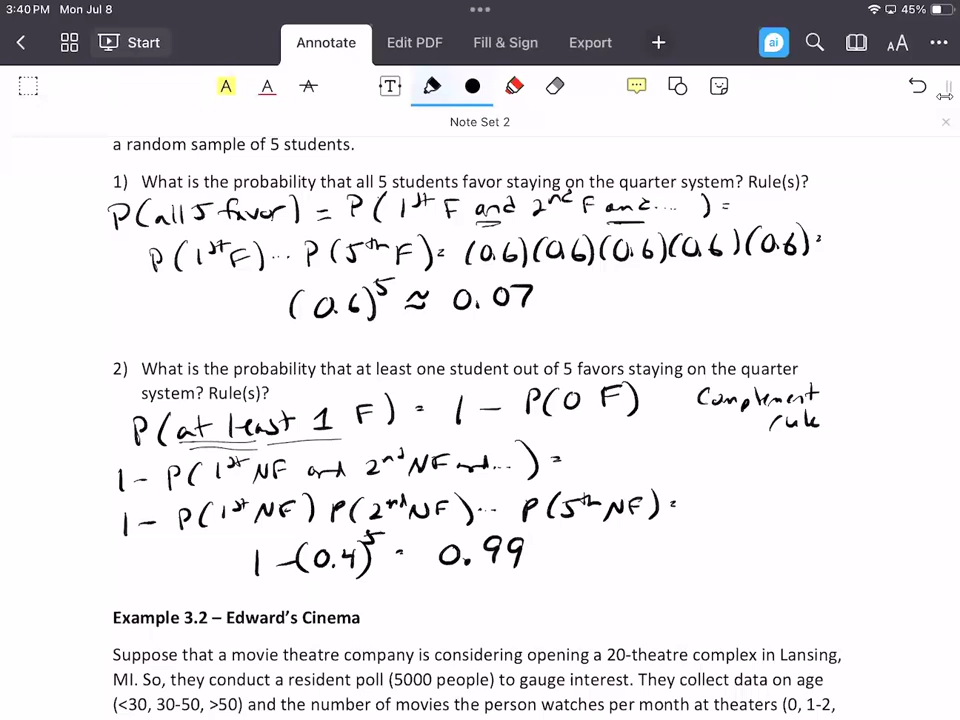 3:40 PM Mon Jul 8
45%
Start
Annotate
Edit PDF
Fill & Sign
Export
ai
AA
A A A
T
Note Set 2
a random sample of 5 students.
1) What is the probability that all 5 students favor staying on the quarter system? Rule(s)?
P(all 5 favor) = P(1st F and 2nd F and... ) =
P(1st F)... P(5th F) = (0.6)(0.6)(0.6)(0.6)(0.6) =
(0.6)^5 ≈ 0.07
2) What is the probability that at least one student out of 5 favors staying on the quarter
system? Rule(s)?
P(at least 1 F) = 1 - P(0 F) Complement
rule
1 - P(1st NF and 2nd NF and...) =
1 - P(1st NF) P(2nd NF)... P(5th NF) =
1 - (0.4)^5 = 0.99
Example 3.2 – Edward's Cinema
Suppose that a movie theatre company is considering opening a 20-theatre complex in Lansing,
MI. So, they conduct a resident poll (5000 people) to gauge interest. They collect data on age
(<30, 30-50, >50) and the number of movies the person watches per month at theaters (0, 1-2,